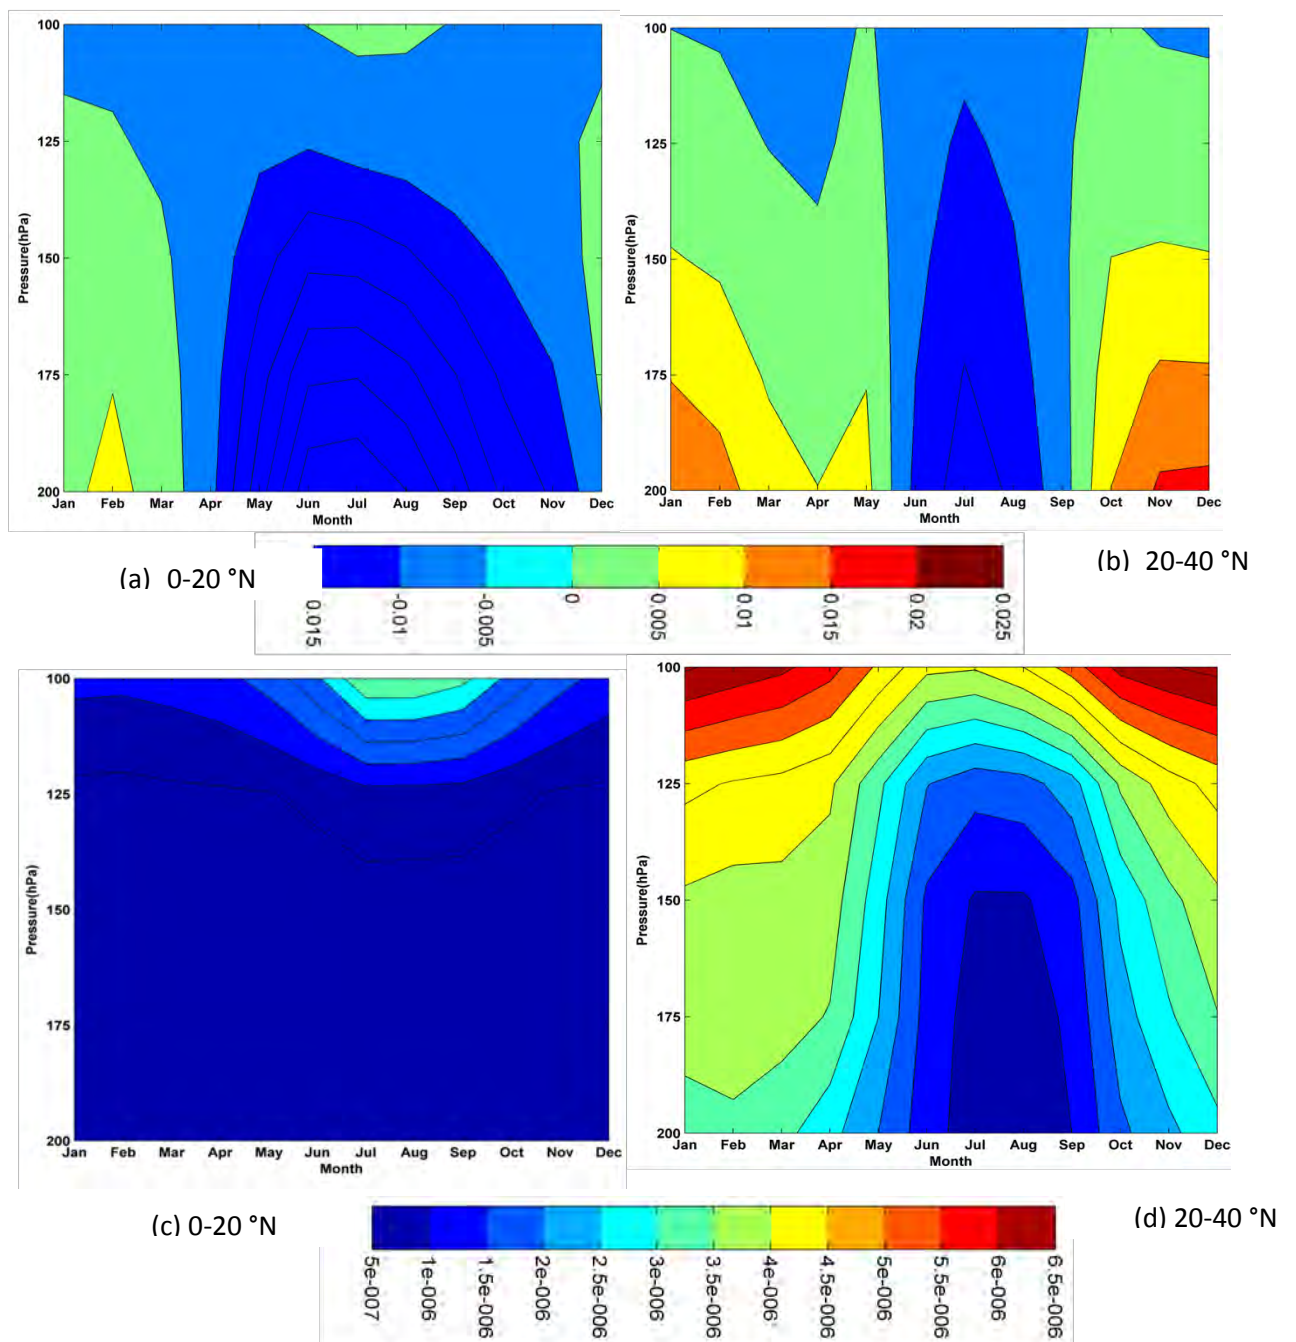 100
125
150
175
200
Pressure(hPa)
Jan Feb Mar Apr May Jun Jul Aug Sep Oct Nov Dec
Month
100
125
150
175
200
Pressure(hPa)
Jan Feb Mar Apr May Jun Jul Aug Sep Oct Nov Dec
Month
(a) 0-20 °N
0.015 -0.01 -0.005 0 0.005 0.01 0.015 0.02 0.025
(b) 20-40 °N
100
125
150
175
200
Pressure(hPa)
Jan Feb Mar Apr May Jun Jul Aug Sep Oct Nov Dec
Month
100
125
150
175
200
Pressure(hPa)
Jan Feb Mar Apr May Jun Jul Aug Sep Oct Nov Dec
Month
(c) 0-20 °N
5e-007 1e-006 1.5e-006 2e-006 2.5e-006 3e-006 3.5e-006 4e-006 4.5e-006 5e-006 5.5e-006 6e-006 6.5e-006
(d) 20-40 °N